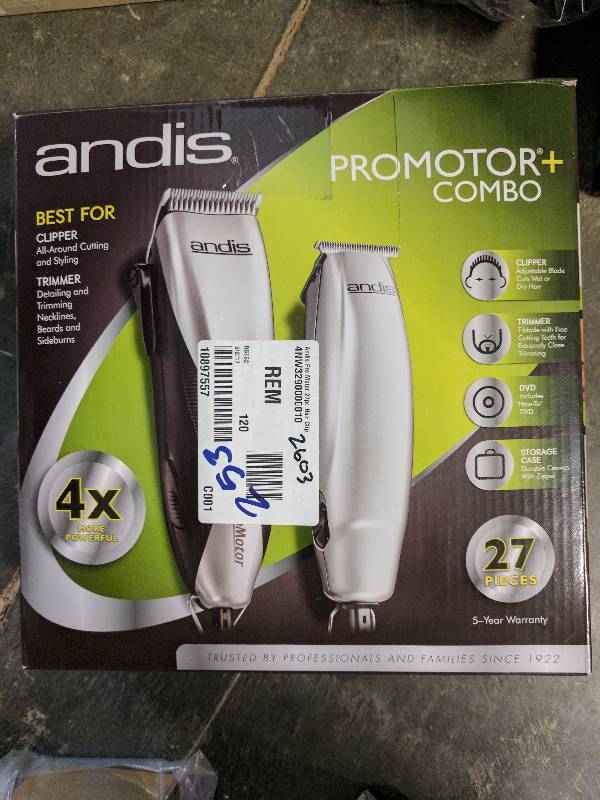 andis®
PROMOTOR®+
COMBO
BEST FOR
CLIPPER
All-Around Cutting
and Styling
TRIMMER
Detailing and
Trimming
Necklines,
Beards and
Sideburns
andis
andis
CLIPPER
Adjustable Blade
Cuts Wet or
Dry Hair
TRIMMER
T-blade with Fine
Cutting Teeth for
Extremely Close
Trimming
DVD
Includes
"How-To"
DVD
STORAGE
CASE
Durable Canvas
With Zipper
4NW3290000010
REM
120
10897557
C001
2603
4X
MORE
POWERFUL
Motor
27
PIECES
5-Year Warranty
TRUSTED BY PROFESSIONALS AND FAMILIES SINCE 1922